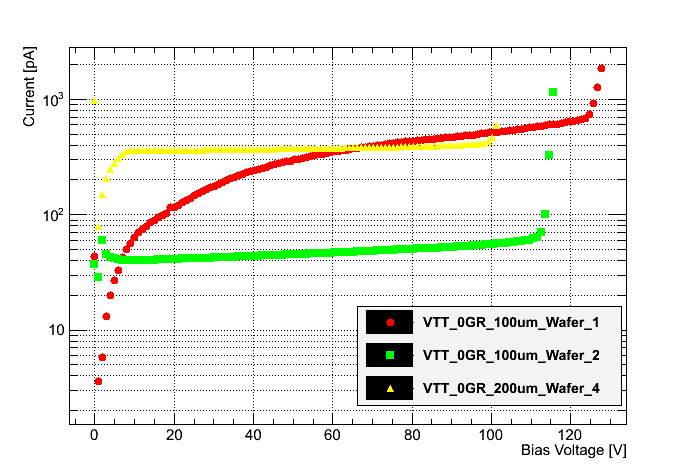 Current [pA]
10³
10²
10
VTT_0GR_100um_Wafer_1
VTT_0GR_100um_Wafer_2
VTT_0GR_200um_Wafer_4
0 20 40 60 80 100 120
Bias Voltage [V]